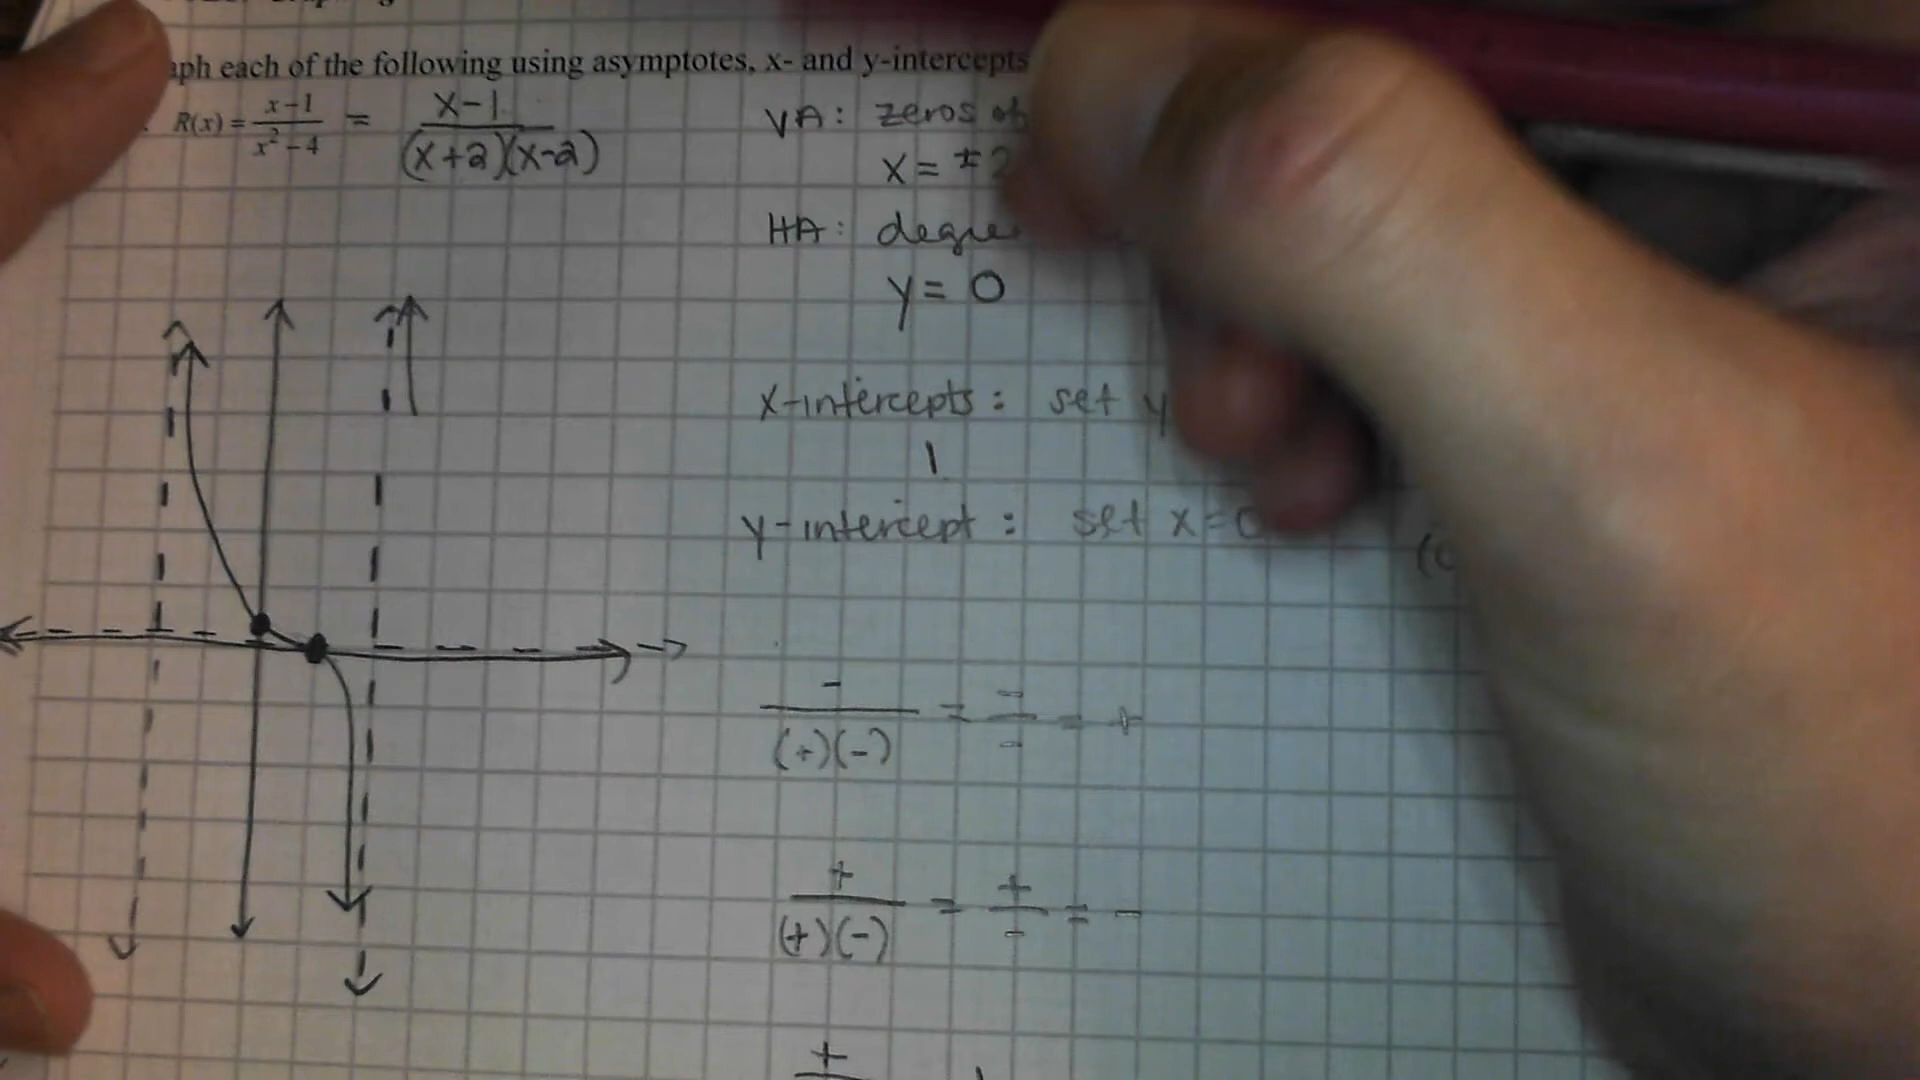 aph each of the following using asymptotes, x- and y-intercepts
R(x) = x-1 / x² - 4 = x-1 / (x+2)(x-2)
VA: zeros of
x = ±2
HA:
y = 0
x-intercepts: set y
1
y-intercept: set x=0
- / (+)(-) = - / - = +
+ / (+)(-) = + / - = -
+